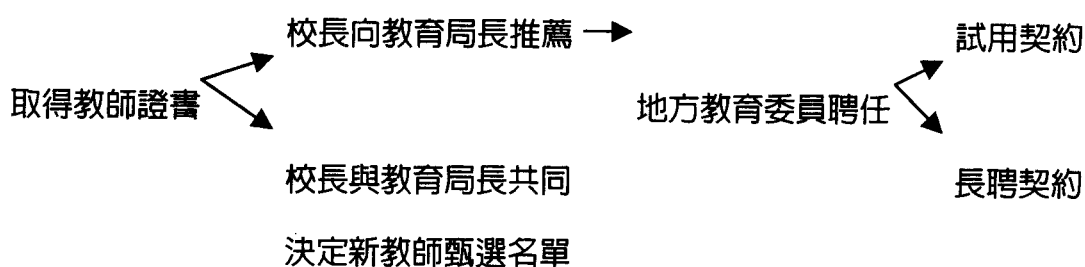 校長向教育局長推薦
試用契約
取得教師證書
地方教育委員聘任
校長與教育局長共同
長聘契約
決定新教師甄選名單